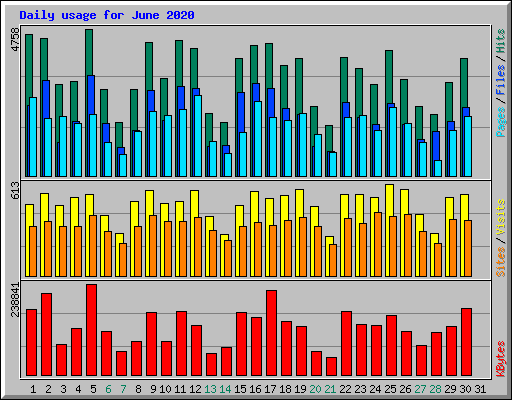 Daily usage for June 2020
4758
Pages / Files / Hits
613
Sites / Visits
238841
KBytes
1 2 3 4 5 6 7 8 9 10 11 12 13 14 15 16 17 18 19 20 21 22 23 24 25 26 27 28 29 30 31